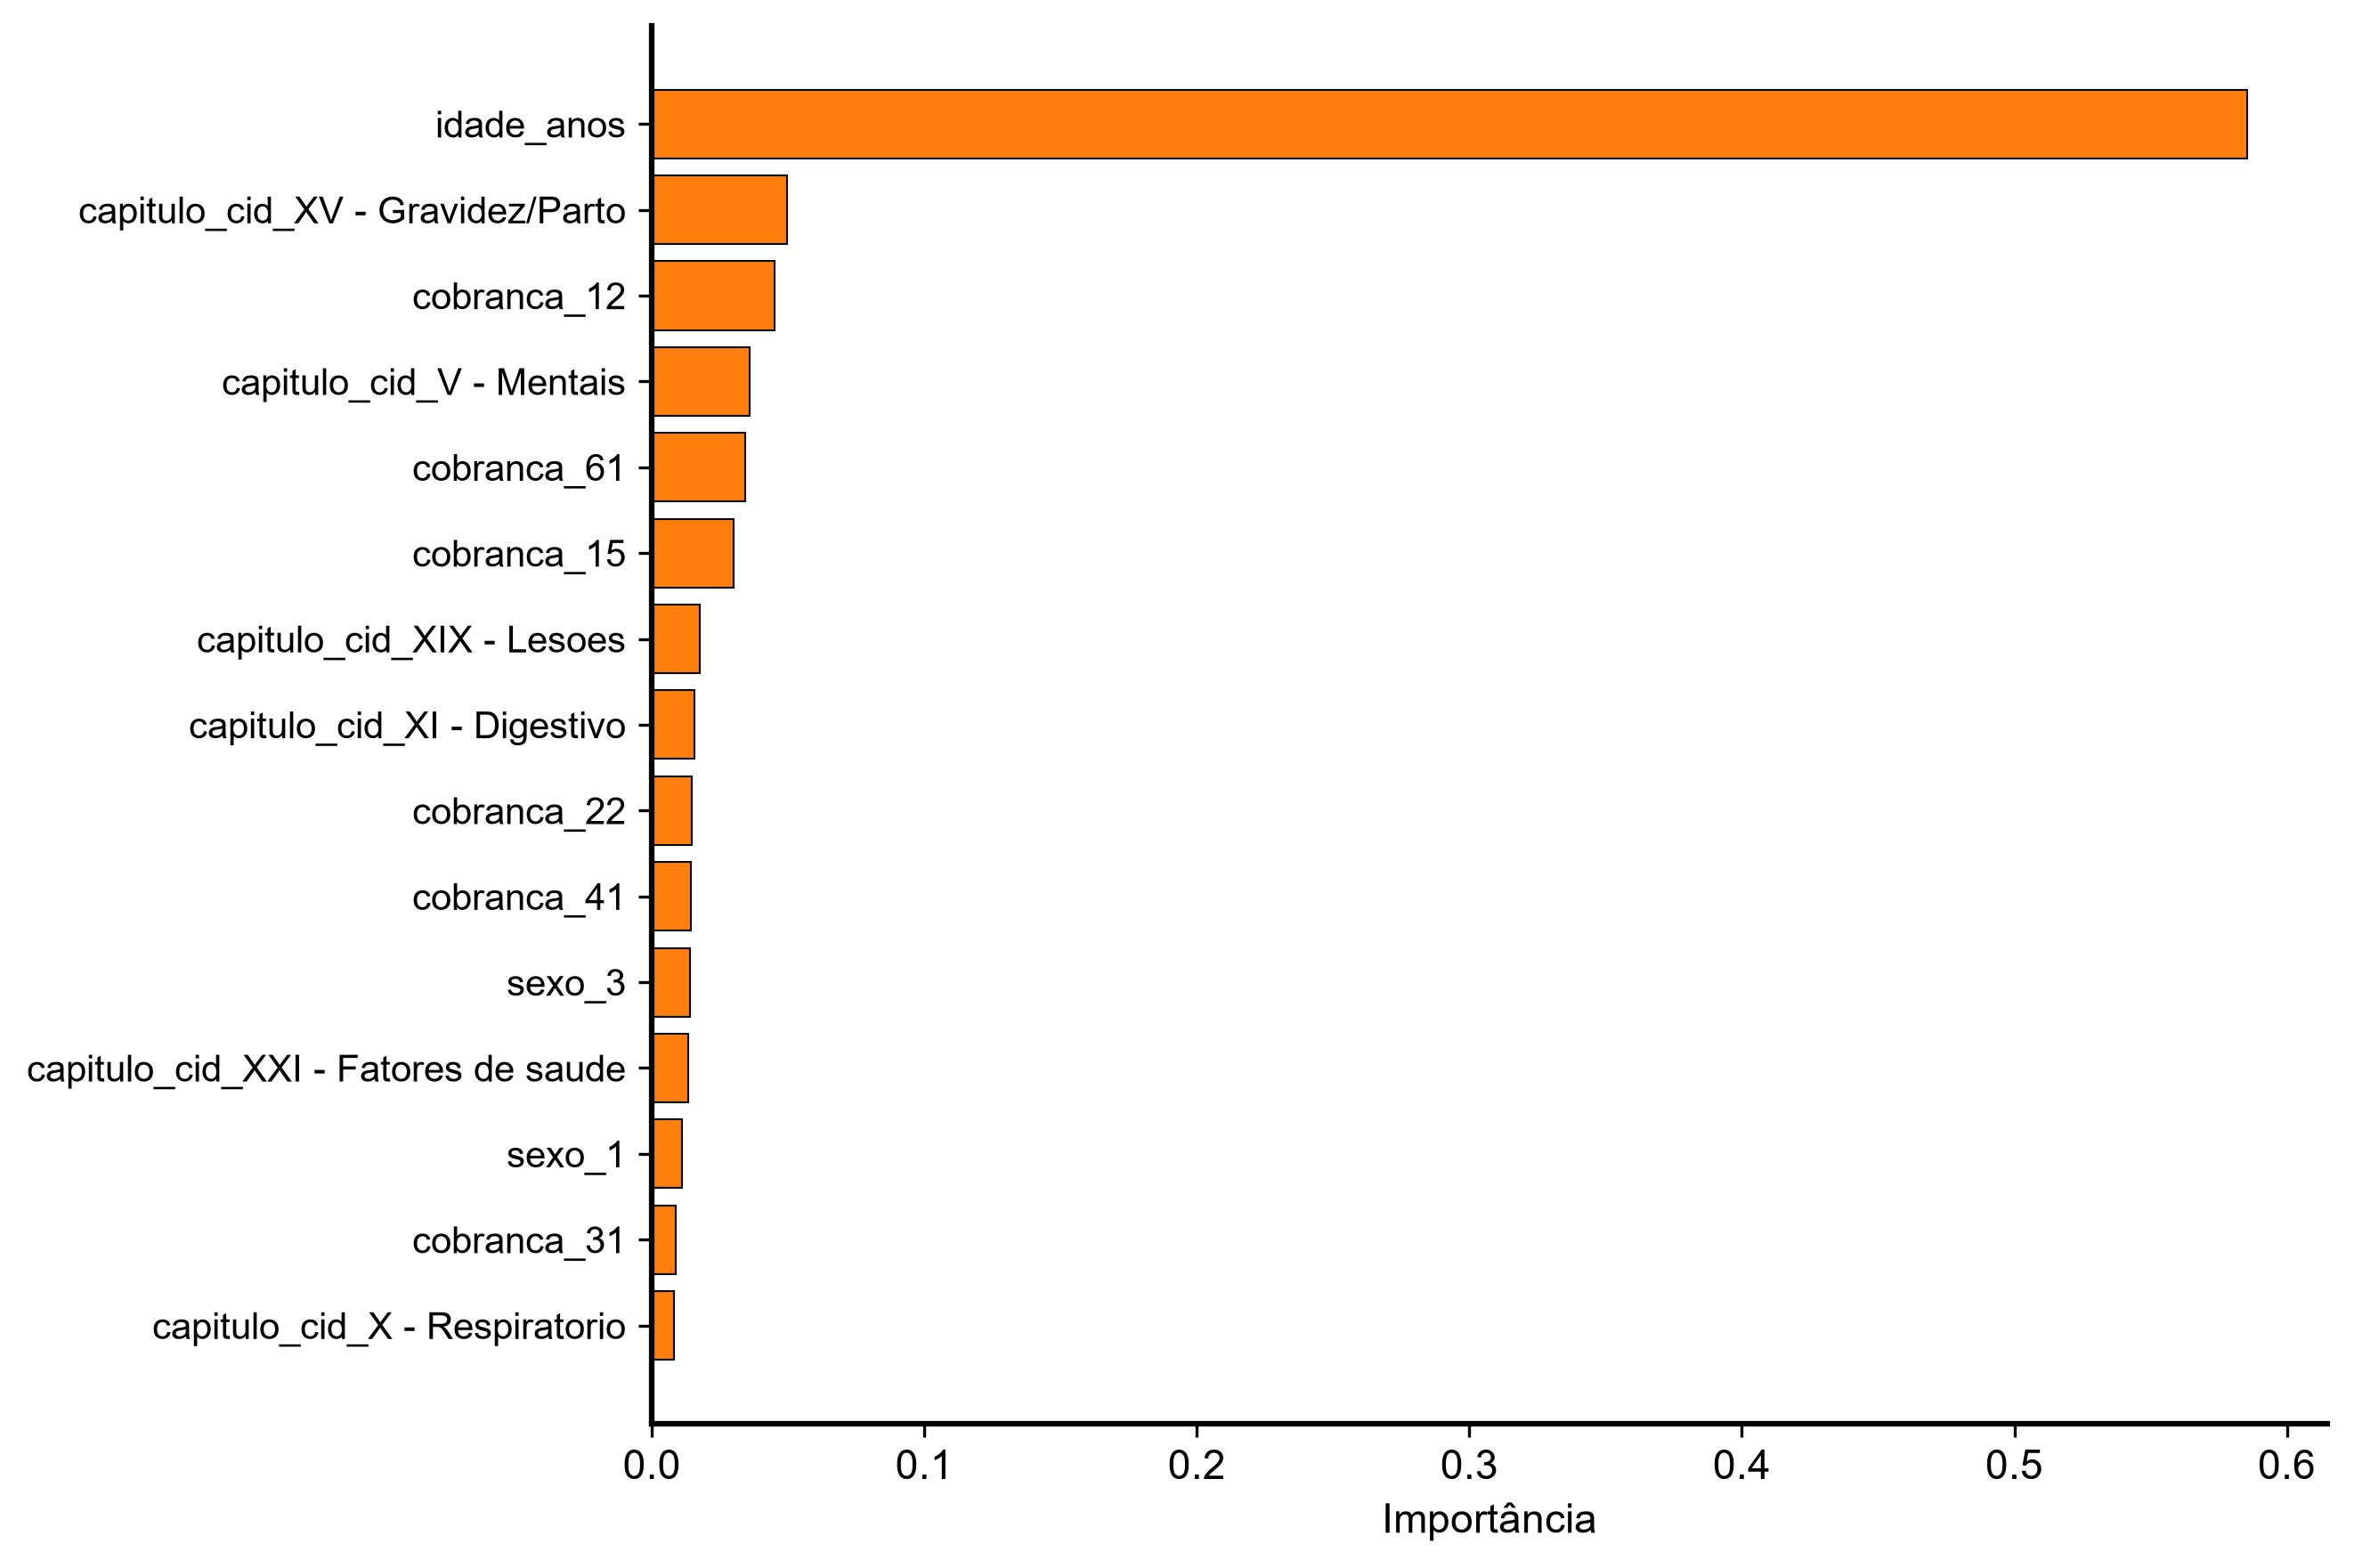 idade_anos
capitulo_cid_XV - Gravidez/Parto
cobranca_12
capitulo_cid_V - Mentais
cobranca_61
cobranca_15
capitulo_cid_XIX - Lesoes
capitulo_cid_XI - Digestivo
cobranca_22
cobranca_41
sexo_3
capitulo_cid_XXI - Fatores de saude
sexo_1
cobranca_31
capitulo_cid_X - Respiratorio
0.0 0.1 0.2 0.3 0.4 0.5 0.6
Importância